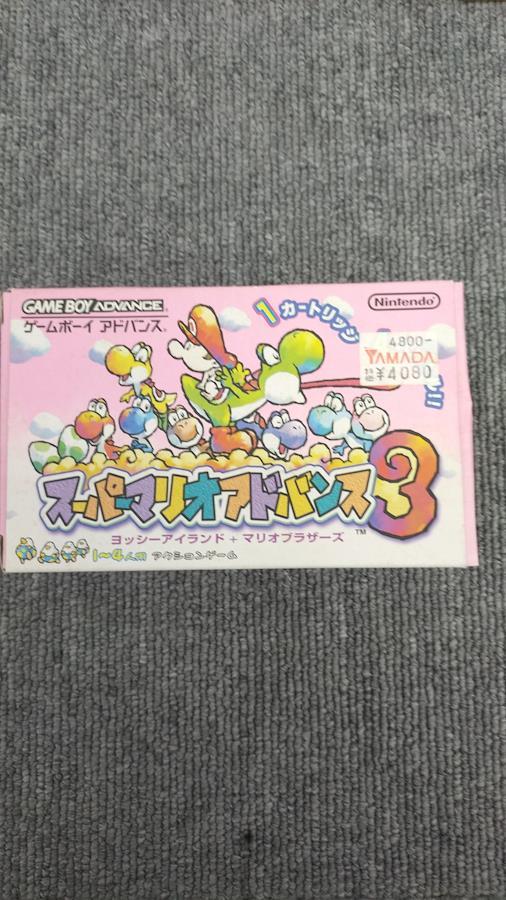 GAME BOY ADVANCE
ゲームボーイ アドバンス®
Nintendo®
1 カートリッジ
!!
4800-
YAMADA
特価 ¥4080
スーパーマリオアドバンス3
™
ヨッシーアイランド + マリオブラザーズ
1〜4人用 アクションゲーム